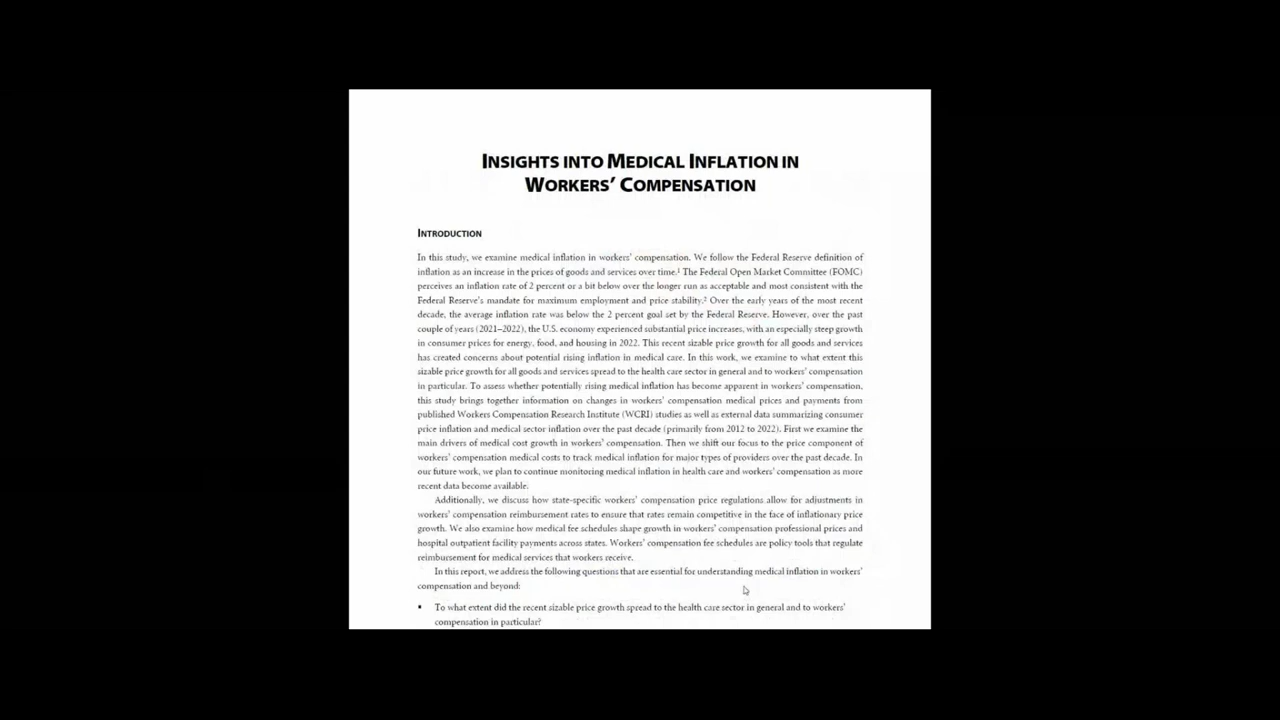 INSIGHTS INTO MEDICAL INFLATION IN
WORKERS' COMPENSATION
INTRODUCTION
In this study, we examine medical inflation in workers' compensation. We follow the Federal Reserve definition of
inflation as an increase in the prices of goods and services over time.1 The Federal Open Market Committee (FOMC)
perceives an inflation rate of 2 percent or a bit below over the longer run as acceptable and most consistent with the
Federal Reserve's mandate for maximum employment and price stability.2 Over the early years of the most recent
decade, the average inflation rate was below the 2 percent goal set by the Federal Reserve. However, over the past
couple of years (2021–2022), the U.S. economy experienced substantial price increases, with an especially steep growth
in consumer prices for energy, food, and housing in 2022. This recent sizable price growth for all goods and services
has created concerns about potential rising inflation in medical care. In this work, we examine to what extent this
sizable price growth for all goods and services spread to the health care sector in general and to workers' compensation
in particular. To assess whether potentially rising medical inflation has become apparent in workers' compensation,
this study brings together information on changes in workers' compensation medical prices and payments from
published Workers Compensation Research Institute (WCRI) studies as well as external data summarizing consumer
price inflation and medical sector inflation over the past decade (primarily from 2012 to 2022). First we examine the
main drivers of medical cost growth in workers' compensation. Then we shift our focus to the price component of
workers' compensation medical costs to track medical inflation for major types of providers over the past decade. In
our future work, we plan to continue monitoring medical inflation in health care and workers' compensation as more
recent data become available.
Additionally, we discuss how state-specific workers' compensation price regulations allow for adjustments in
workers' compensation reimbursement rates to ensure that rates remain competitive in the face of inflationary price
growth. We also examine how medical fee schedules shape growth in workers' compensation professional prices and
hospital outpatient facility payments across states. Workers' compensation fee schedules are policy tools that regulate
reimbursement for medical services that workers receive.
In this report, we address the following questions that are essential for understanding medical inflation in workers'
compensation and beyond:
▪ To what extent did the recent sizable price growth spread to the health care sector in general and to workers'
compensation in particular?